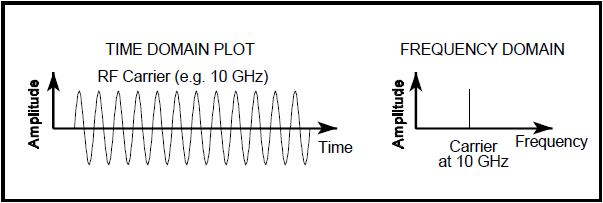 TIME DOMAIN PLOT
RF Carrier (e.g. 10 GHz)
Amplitude
Time
FREQUENCY DOMAIN
Amplitude
Frequency
Carrier
at 10 GHz